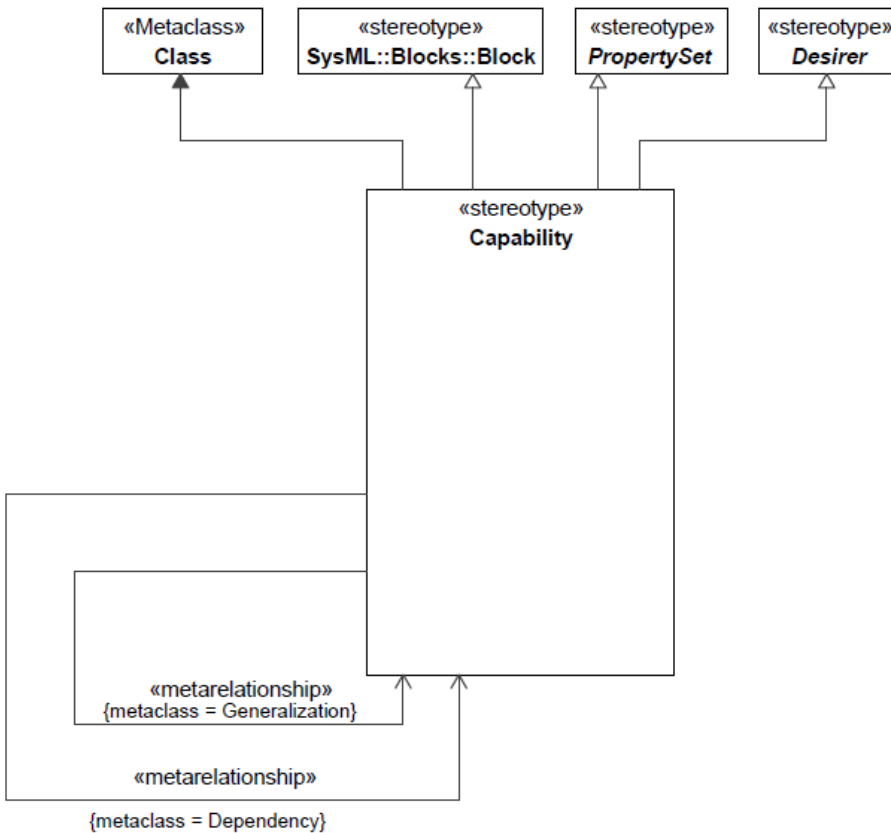 «Metaclass»
Class
«stereotype»
SysML::Blocks::Block
«stereotype»
PropertySet
«stereotype»
Desirer
«stereotype»
Capability
«metarelationship»
{metaclass = Generalization}
«metarelationship»
{metaclass = Dependency}